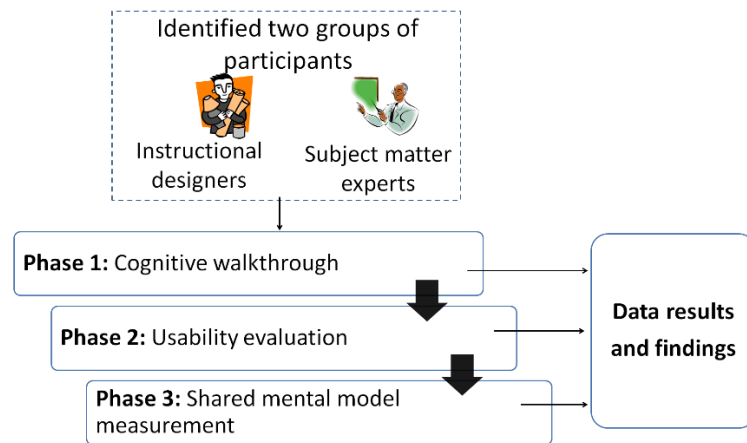 Identified two groups of
participants
Instructional
designers
Subject matter
experts
Phase 1: Cognitive walkthrough
Phase 2: Usability evaluation
Phase 3: Shared mental model
measurement
Data results
and findings